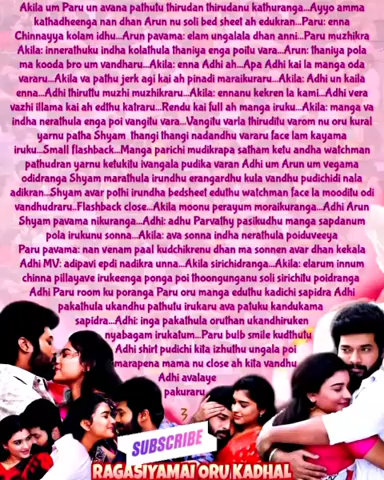 Akila um Paru un avana pathutu thirudan thirudanu kathuranga...Ayyo amma
kathadheenga nan dhan Arun nu soli bed sheet ah edukran...Paru: enna
Chinnayya kolam idhu...Arun pavama: elam ungalala dhan anni...Paru muzhikra
Akila: innerathuku indha kolathula thaniya enga poitu vara...Arun: thaniya pola
ma kooda bro um vandharu...Akila: enna Adhi ah...Apa Adhi kai la manga oda
vararu...Akila va pathu jerk agi kai ah pinadi maraikuraru...Akila: Adhi un kaila
enna...Adhi thiruttu muzhi muzhikraru...Akila: ennanu kekren la kami...Adhi vera
vazhi illama kai ah edthu katraru...Rendu kai full ah manga iruku...Akila: manga va
indha nerathula enga poi vangitu vara...Vangitu varla thiruditu varom nu oru kural
yarnu patha Shyam thangi thangi nadandhu vararu face lam kayama
iruku...Small flashback...Manga parichi mudikrapa satham ketu andha watchman
pathudran yarnu ketukitu ivangala pudika varan Adhi um Arun um vegama
odidranga Shyam marathula irundhu erangardhu kula vandhu pudichidi nala
adikran...Shyam avar pothi irundha bedsheet eduthu watchman face la mooditu odi
vandhudraru..Flashback close...Akila moonu perayum moraikuranga...Adhi Arun
Shyam pavama nikuranga...Adhi: adhu Parvathy pasikudhu manga sapdanum
pola irukunu sonna...Akila: ava sonna indha nerathula poiduveeya
Paru pavama: nan venam paal kudchikrenu dhan ma sonnen avar dhan kekala
Adhi MV: adipavi epdi nadikra unna...Akila sirichidranga...Akila: elarum innum
chinna pillayave irukeenga ponga poi thoongunganu soli sirichitu poidranga
Adhi Paru room ku poranga Paru oru manga eduthu kadichi sapidra Adhi
pakathula ukandhu pathutu irukaru ava patuku kandukama
sapidra...Adhi: inga pakathula oruthan ukandhiruken
nyabagam irukatum...Paru bulb smile kudthutu
Adhi shirt pudichi kita izhuthu ungala poi
marapena mama nu close ah kita vandhu
Adhi avalaye
pakuraru
3
SUBSCRIBE
RAGASIYAMAI ORU KADHAL